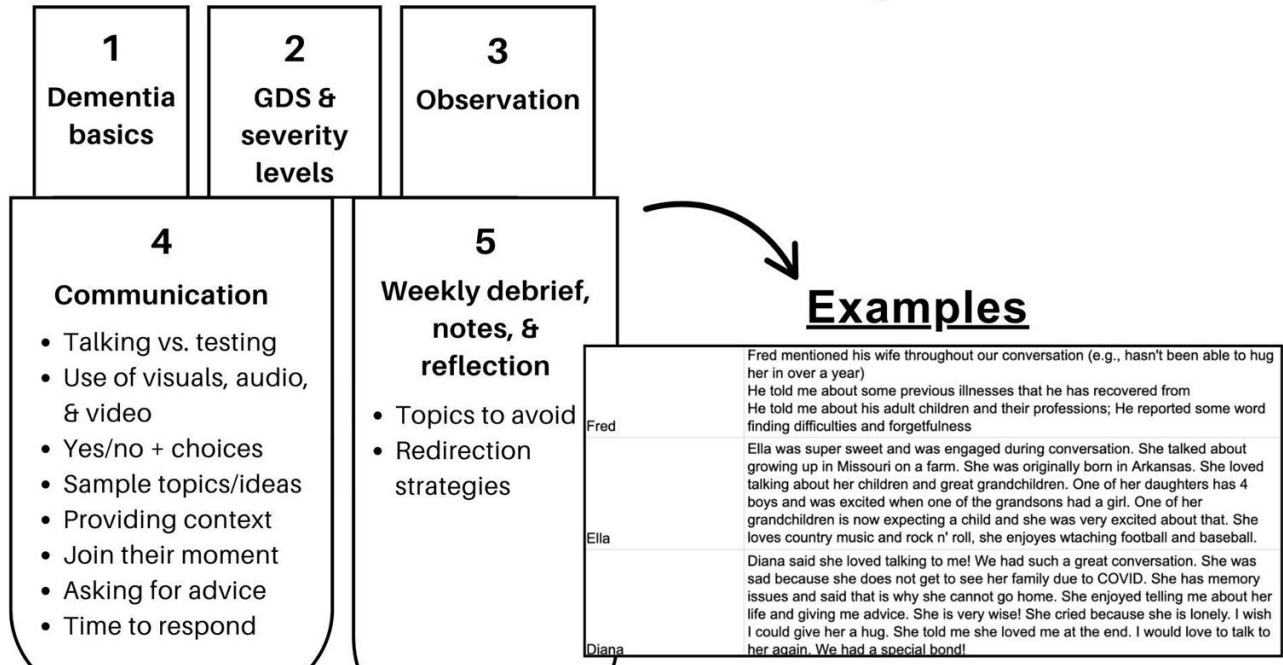 1
Dementia
basics
2
GDS &
severity
levels
3
Observation
4
Communication
• Talking vs. testing
• Use of visuals, audio,
& video
• Yes/no + choices
• Sample topics/ideas
• Providing context
• Join their moment
• Asking for advice
• Time to respond
5
Weekly debrief,
notes, &
reflection
• Topics to avoid
• Redirection
strategies
Examples
Fred mentioned his wife throughout our conversation (e.g., hasn't been able to hug
her in over a year)
He told me about some previous illnesses that he has recovered from
He told me about his adult children and their professions; He reported some word
finding difficulties and forgetfulness
Fred
Ella was super sweet and was engaged during conversation. She talked about
growing up in Missouri on a farm. She was originally born in Arkansas. She loved
talking about her children and great grandchildren. One of her daughters has 4
boys and was excited when one of the grandsons had a girl. One of her
grandchildren is now expecting a child and she was very excited about that. She
loves country music and rock n' roll, she enjoyes wtaching football and baseball.
Ella
Diana said she loved talking to me! We had such a great conversation. She was
sad because she does not get to see her family due to COVID. She has memory
issues and said that is why she cannot go home. She enjoyed telling me about her
life and giving me advice. She is very wise! She cried because she is lonely. I wish
I could give her a hug. She told me she loved me at the end. I would love to talk to
her again. We had a special bond!
Diana